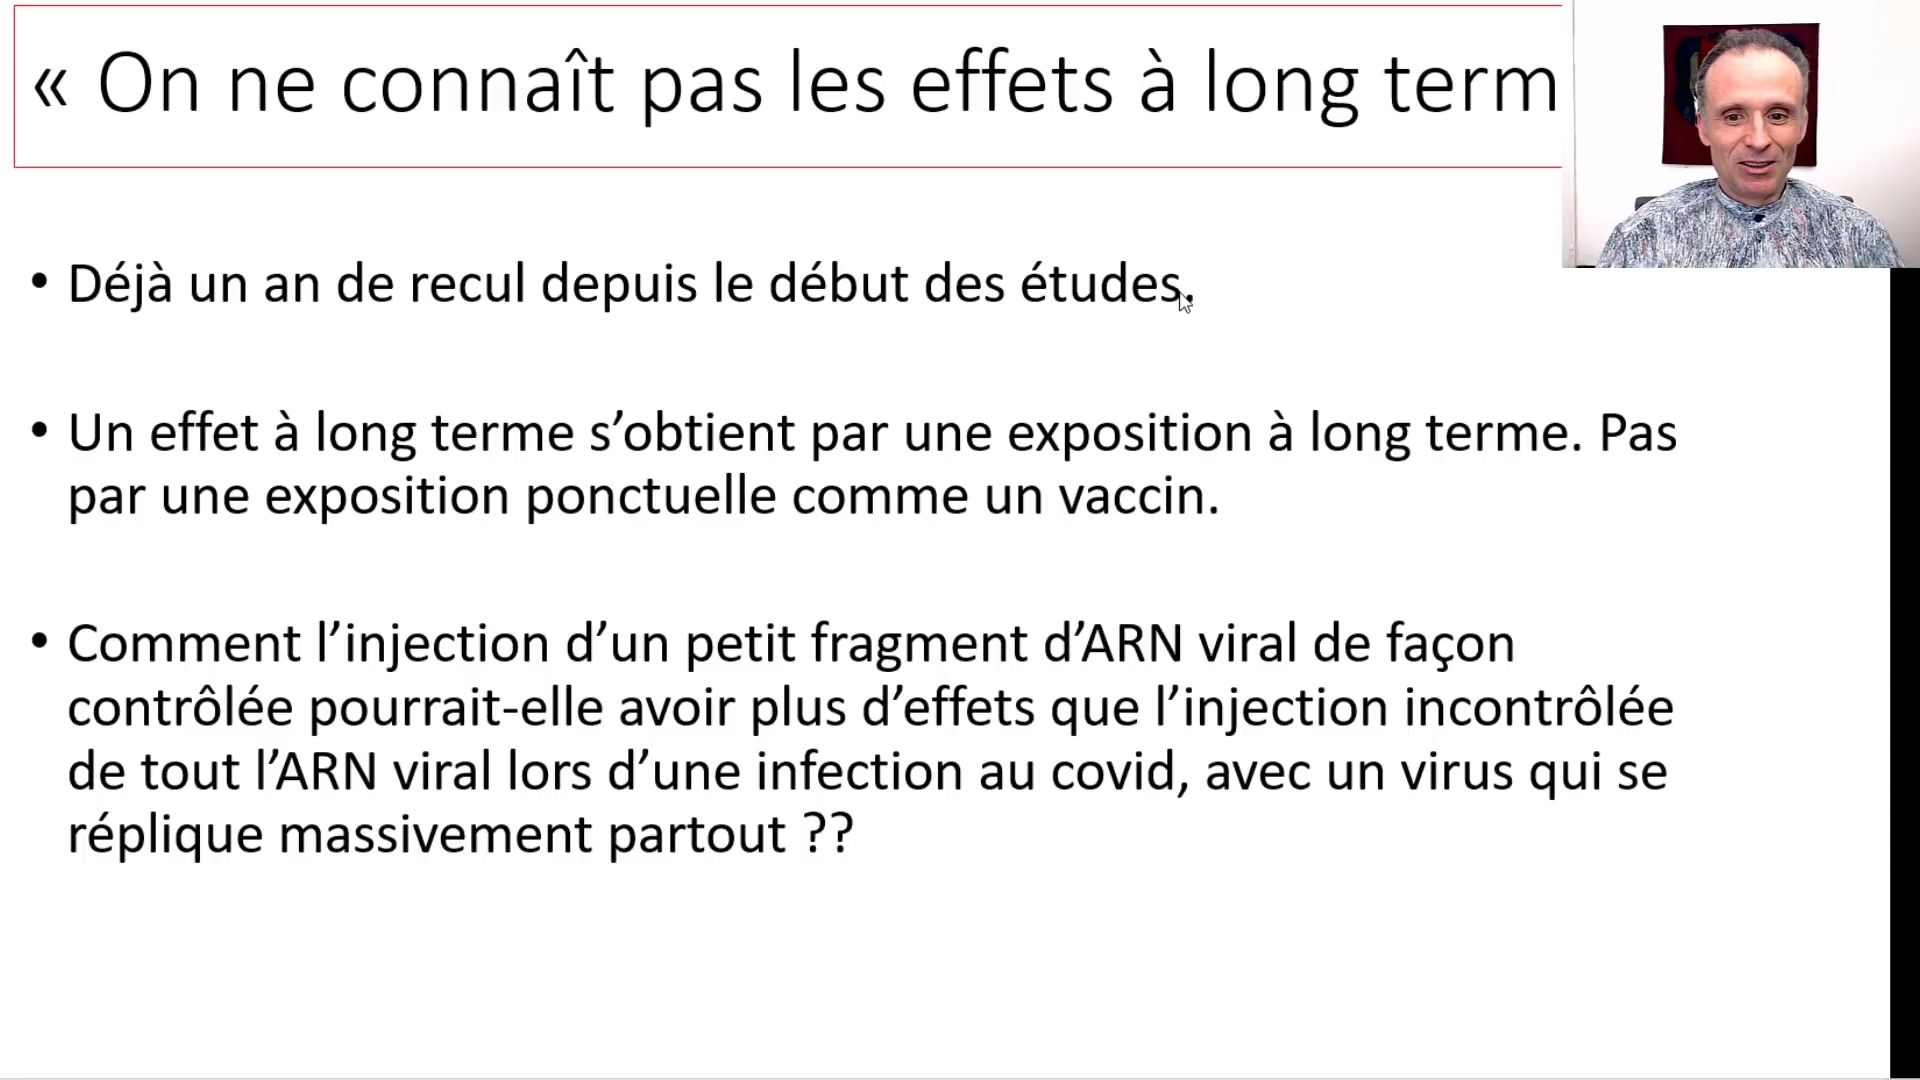 « On ne connaît pas les effets à long term
• Déjà un an de recul depuis le début des études.
• Un effet à long terme s’obtient par une exposition à long terme. Pas
par une exposition ponctuelle comme un vaccin.
• Comment l’injection d’un petit fragment d’ARN viral de façon
contrôlée pourrait-elle avoir plus d’effets que l’injection incontrôlée
de tout l’ARN viral lors d’une infection au covid, avec un virus qui se
réplique massivement partout ??